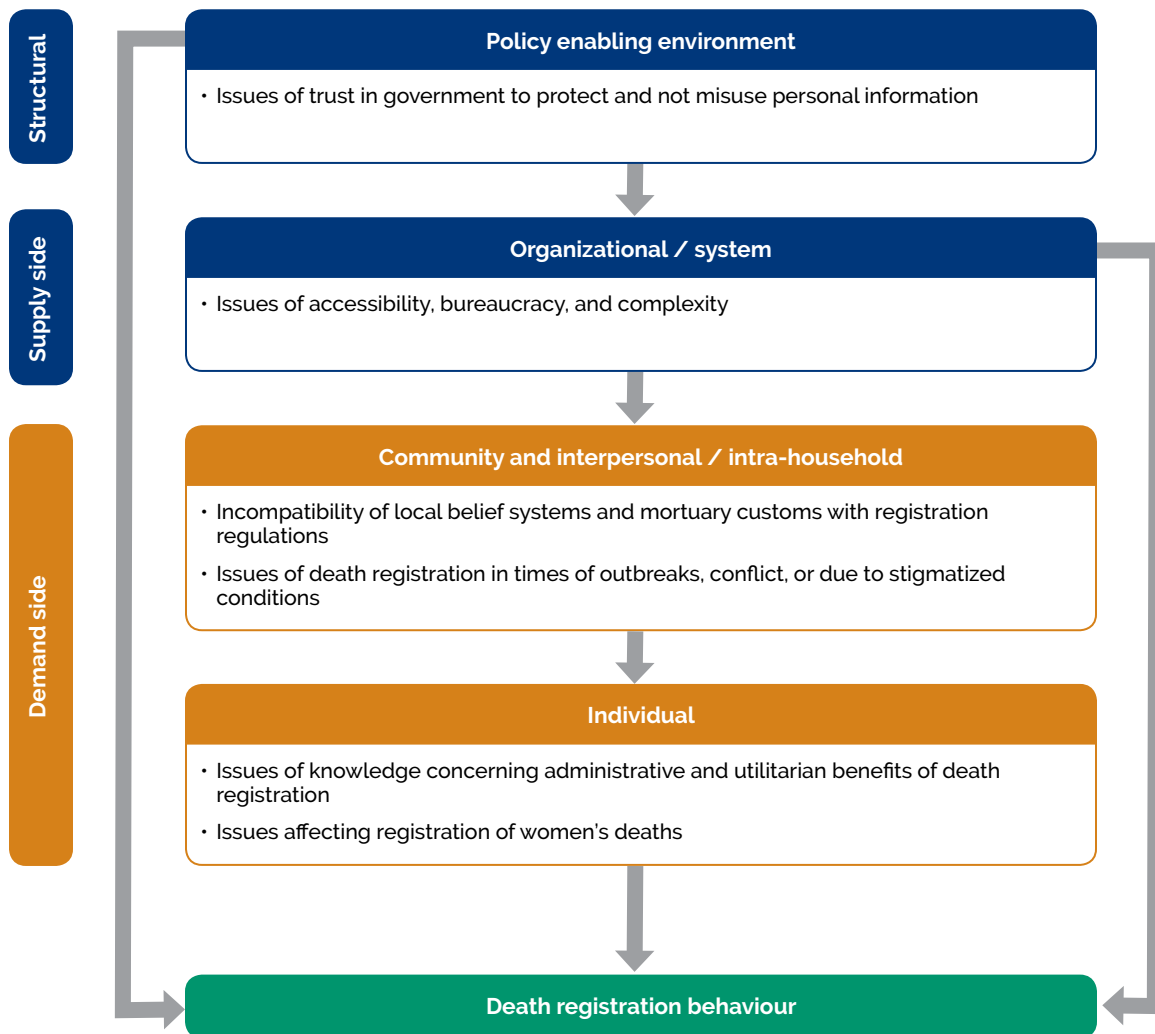 Structural
Policy enabling environment
• Issues of trust in government to protect and not misuse personal information
Supply side
Organizational / system
• Issues of accessibility, bureaucracy, and complexity
Demand side
Community and interpersonal / intra-household
• Incompatibility of local belief systems and mortuary customs with registration
regulations
• Issues of death registration in times of outbreaks, conflict, or due to stigmatized
conditions
Individual
• Issues of knowledge concerning administrative and utilitarian benefits of death
registration
• Issues affecting registration of women's deaths
Death registration behaviour